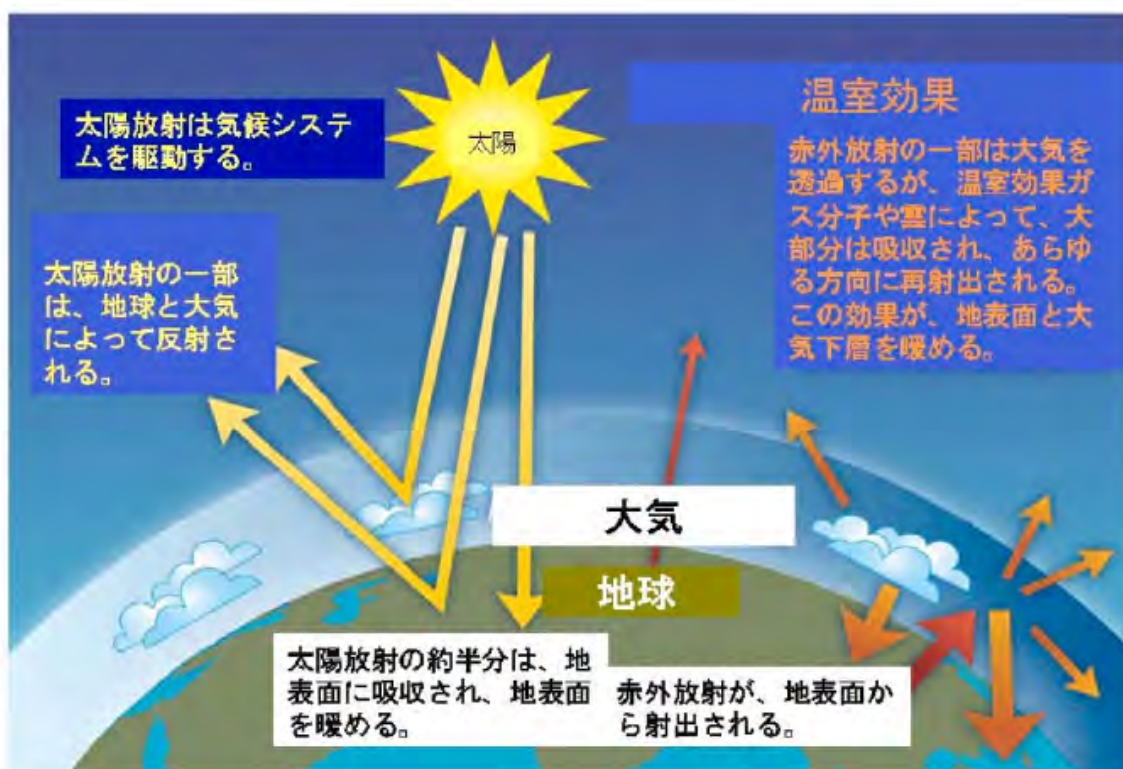 太陽放射は気候システ
ムを駆動する。
太陽
温室効果
赤外放射の一部は大気を
透過するが、温室効果ガ
ス分子や雲によって、大
部分は吸収され、あらゆ
る方向に再射出される。
この効果が、地表面と大
気下層を暖める。
太陽放射の一部
は、地球と大気
によって反射さ
れる。
大気
地球
太陽放射の約半分は、地
表面に吸収され、地表面
を暖める。
赤外放射が、地表面か
ら射出される。